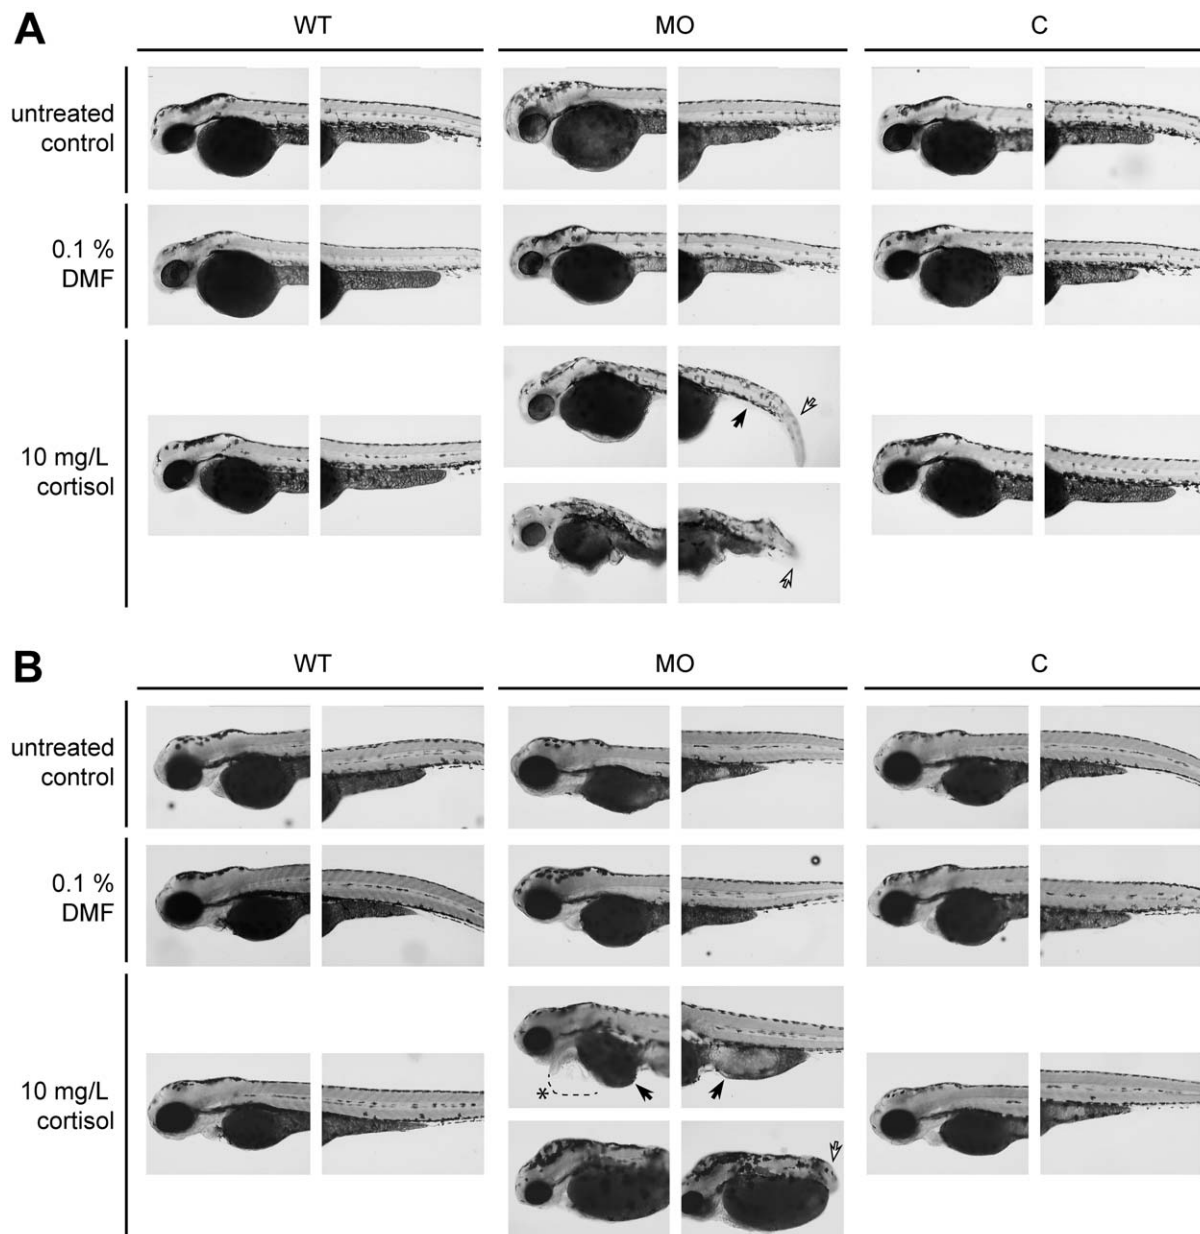 A
WT
MO
C
untreated
control
0.1 %
DMF
10 mg/L
cortisol
B
WT
MO
C
untreated
control
0.1 %
DMF
10 mg/L
cortisol
*